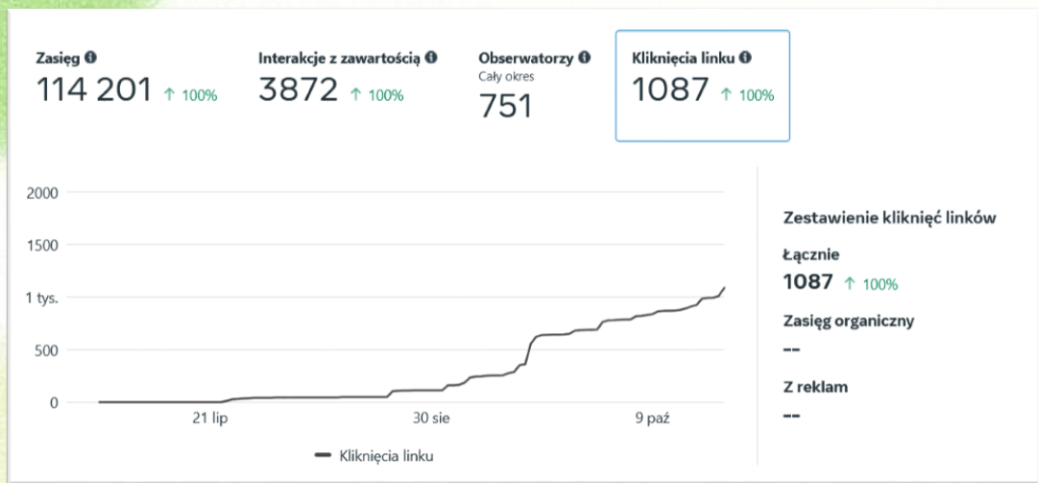 Zasięg
114 201 ↑ 100%
Interakcje z zawartością
3872 ↑ 100%
Obserwatorzy
Cały okres
751
Kliknięcia linku
1087 ↑ 100%
2000
1500
1 tys.
500
0
21 lip
30 sie
9 paź
Kliknięcia linku
Zestawienie kliknięć linków
Łącznie
1087 ↑ 100%
Zasięg organiczny
--
Z reklam
--